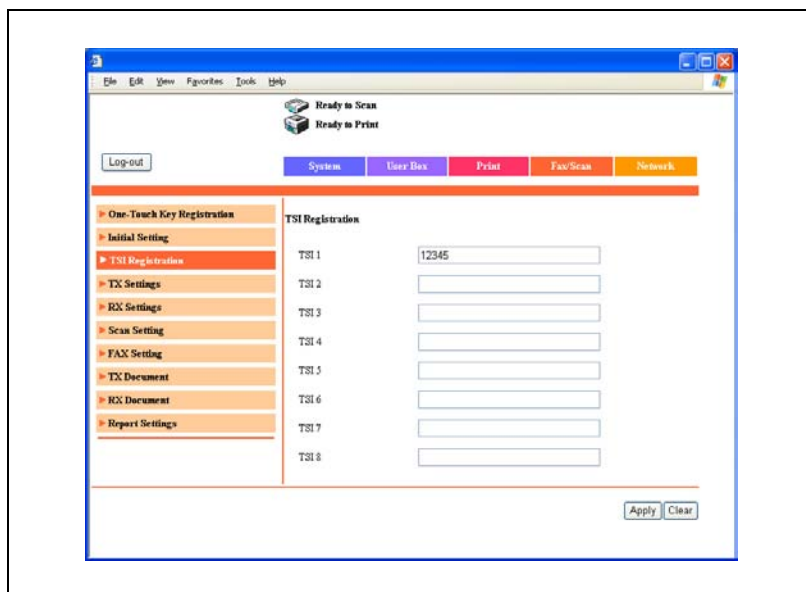 File Edit View Favorites Tools Help
Ready to Scan
Ready to Print
Log-out
System User Box Print Fax/Scan Network
One-Touch Key Registration
Initial Setting
TSI Registration
TX Settings
RX Settings
Scan Setting
FAX Setting
TX Document
RX Document
Report Settings
TSI Registration
TSI 1 12345
TSI 2
TSI 3
TSI 4
TSI 5
TSI 6
TSI 7
TSI 8
Apply Clear